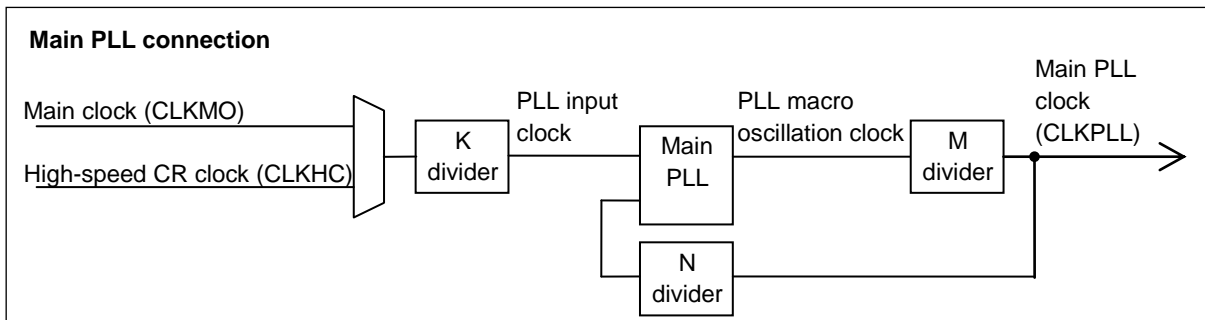 Main PLL connection
Main clock (CLKMO)
High-speed CR clock (CLKHC)
K
divider
PLL input
clock
Main
PLL
PLL macro
oscillation clock
M
divider
Main PLL
clock
(CLKPLL)
N
divider